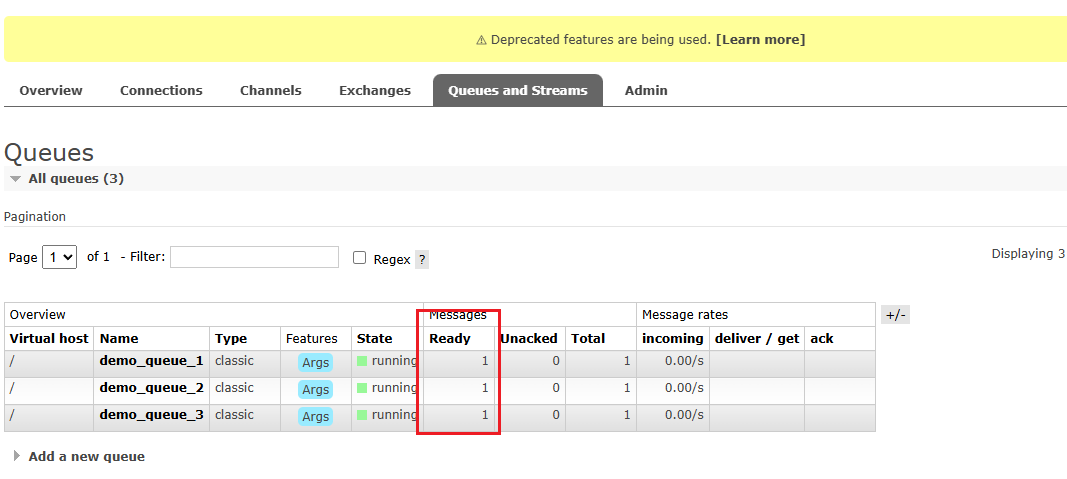 ⚠ Deprecated features are being used. [Learn more]
Overview Connections Channels Exchanges Queues and Streams Admin
Queues
All queues (3)
Pagination
Page 1 of 1 - Filter: Regex ? Displaying 3
Overview Messages Message rates +/-
Virtual host Name Type Features State Ready Unacked Total incoming deliver / get ack
/ demo_queue_1 classic Args running 1 0 1 0.00/s
/ demo_queue_2 classic Args running 1 0 1 0.00/s
/ demo_queue_3 classic Args running 1 0 1 0.00/s
Add a new queue